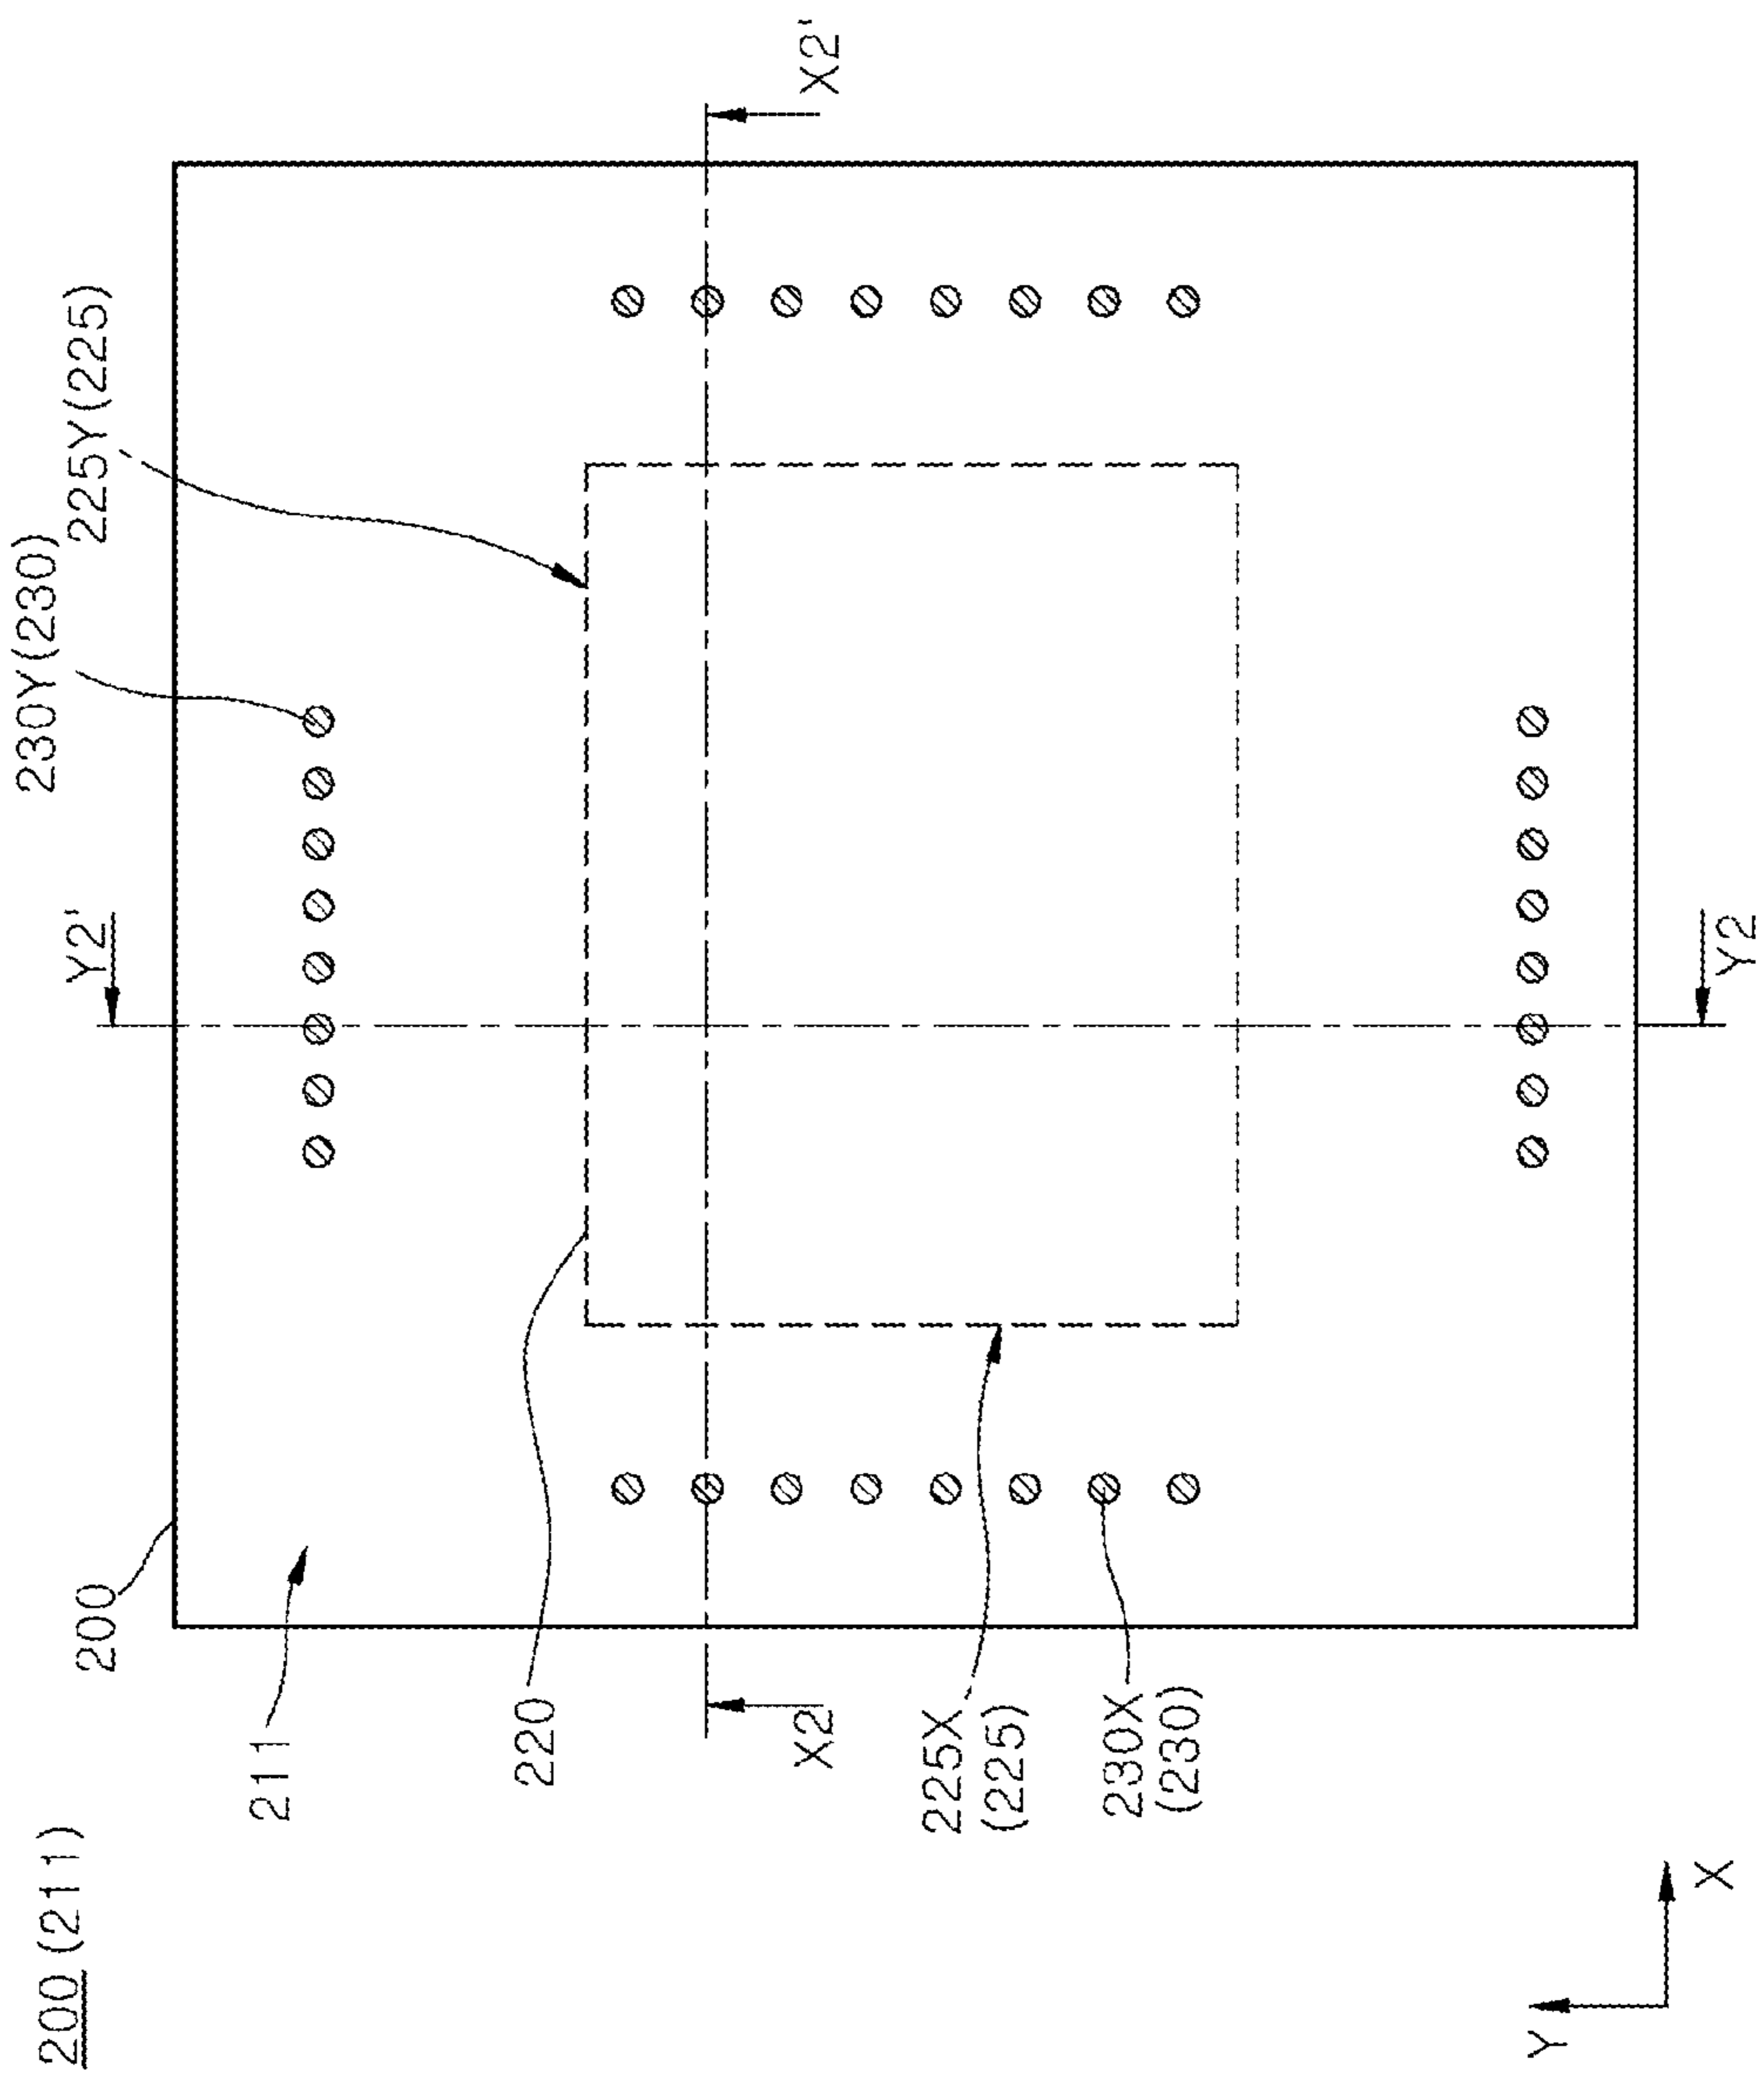 200 (211)
230Y(230)
225Y(225)
Y2'
X2'
200
211
220
X2
225X
(225)
230X
(230)
Y2
Y
X